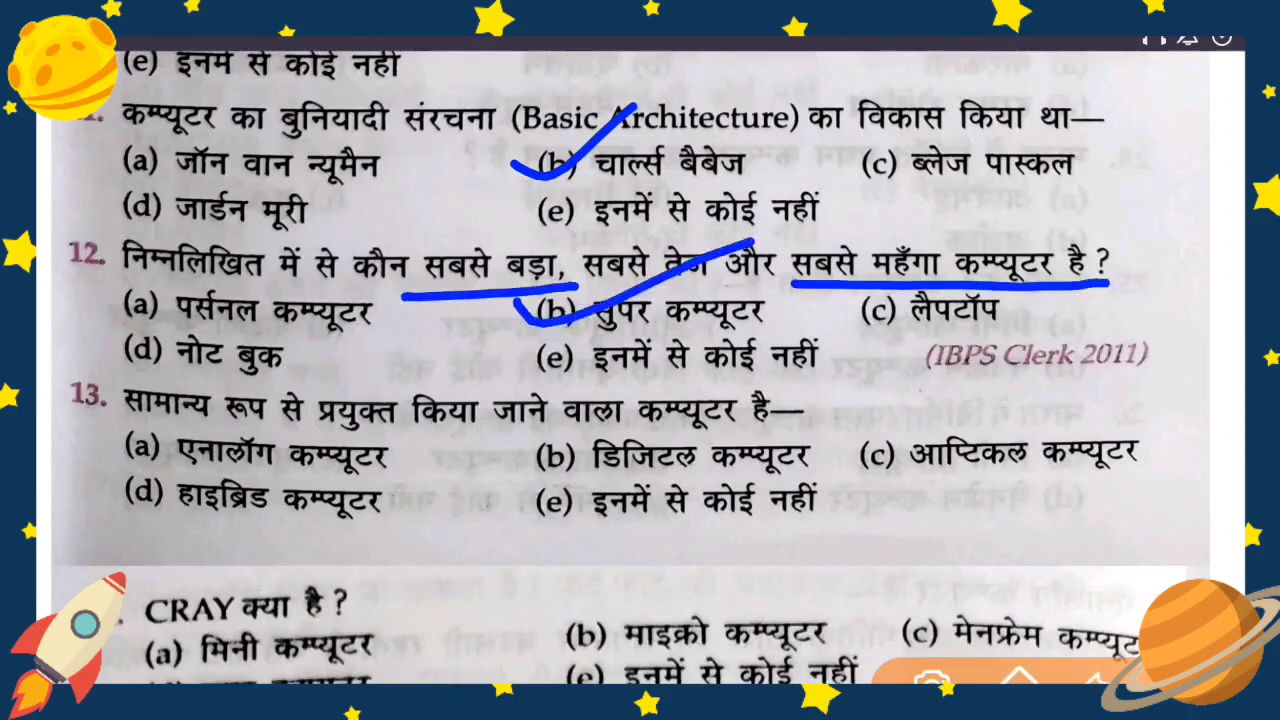 (e) इनमें से कोई नहीं
कम्प्यूटर का बुनियादी संरचना (Basic Architecture) का विकास किया था—
(a) जॉन वान न्यूमैन (b) चार्ल्स बैबेज (c) ब्लेज पास्कल
(d) जार्डन मूरी (e) इनमें से कोई नहीं
12. निम्नलिखित में से कौन सबसे बड़ा, सबसे तेज और सबसे महँगा कम्प्यूटर है ?
(a) पर्सनल कम्प्यूटर (b) सुपर कम्प्यूटर (c) लैपटॉप
(d) नोट बुक (e) इनमें से कोई नहीं (IBPS Clerk 2011)
13. सामान्य रूप से प्रयुक्त किया जाने वाला कम्प्यूटर है—
(a) एनालॉग कम्प्यूटर (b) डिजिटल कम्प्यूटर (c) आप्टिकल कम्प्यूटर
(d) हाइब्रिड कम्प्यूटर (e) इनमें से कोई नहीं
CRAY क्या है ?
(a) मिनी कम्प्यूटर (b) माइक्रो कम्प्यूटर (c) मेनफ्रेम
(e) इनमें से कोई नहीं